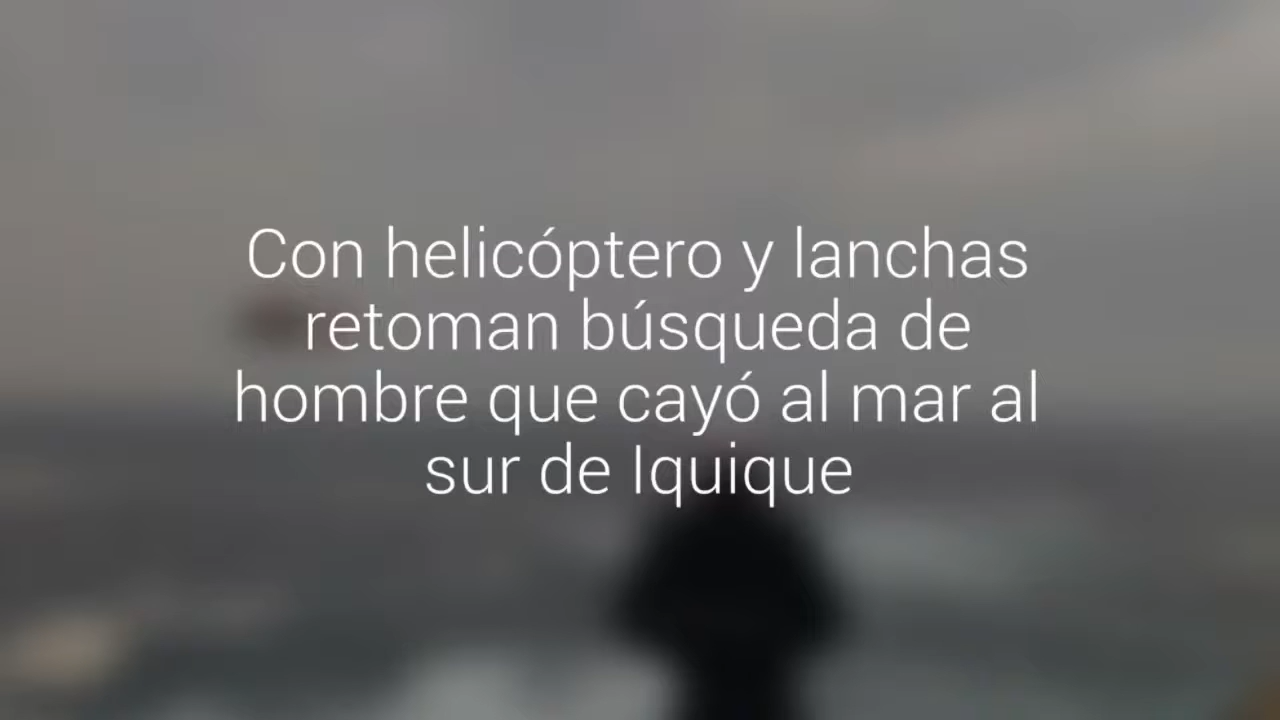 Con helicóptero y lanchas
retoman búsqueda de
hombre que cayó al mar al
sur de Iquique